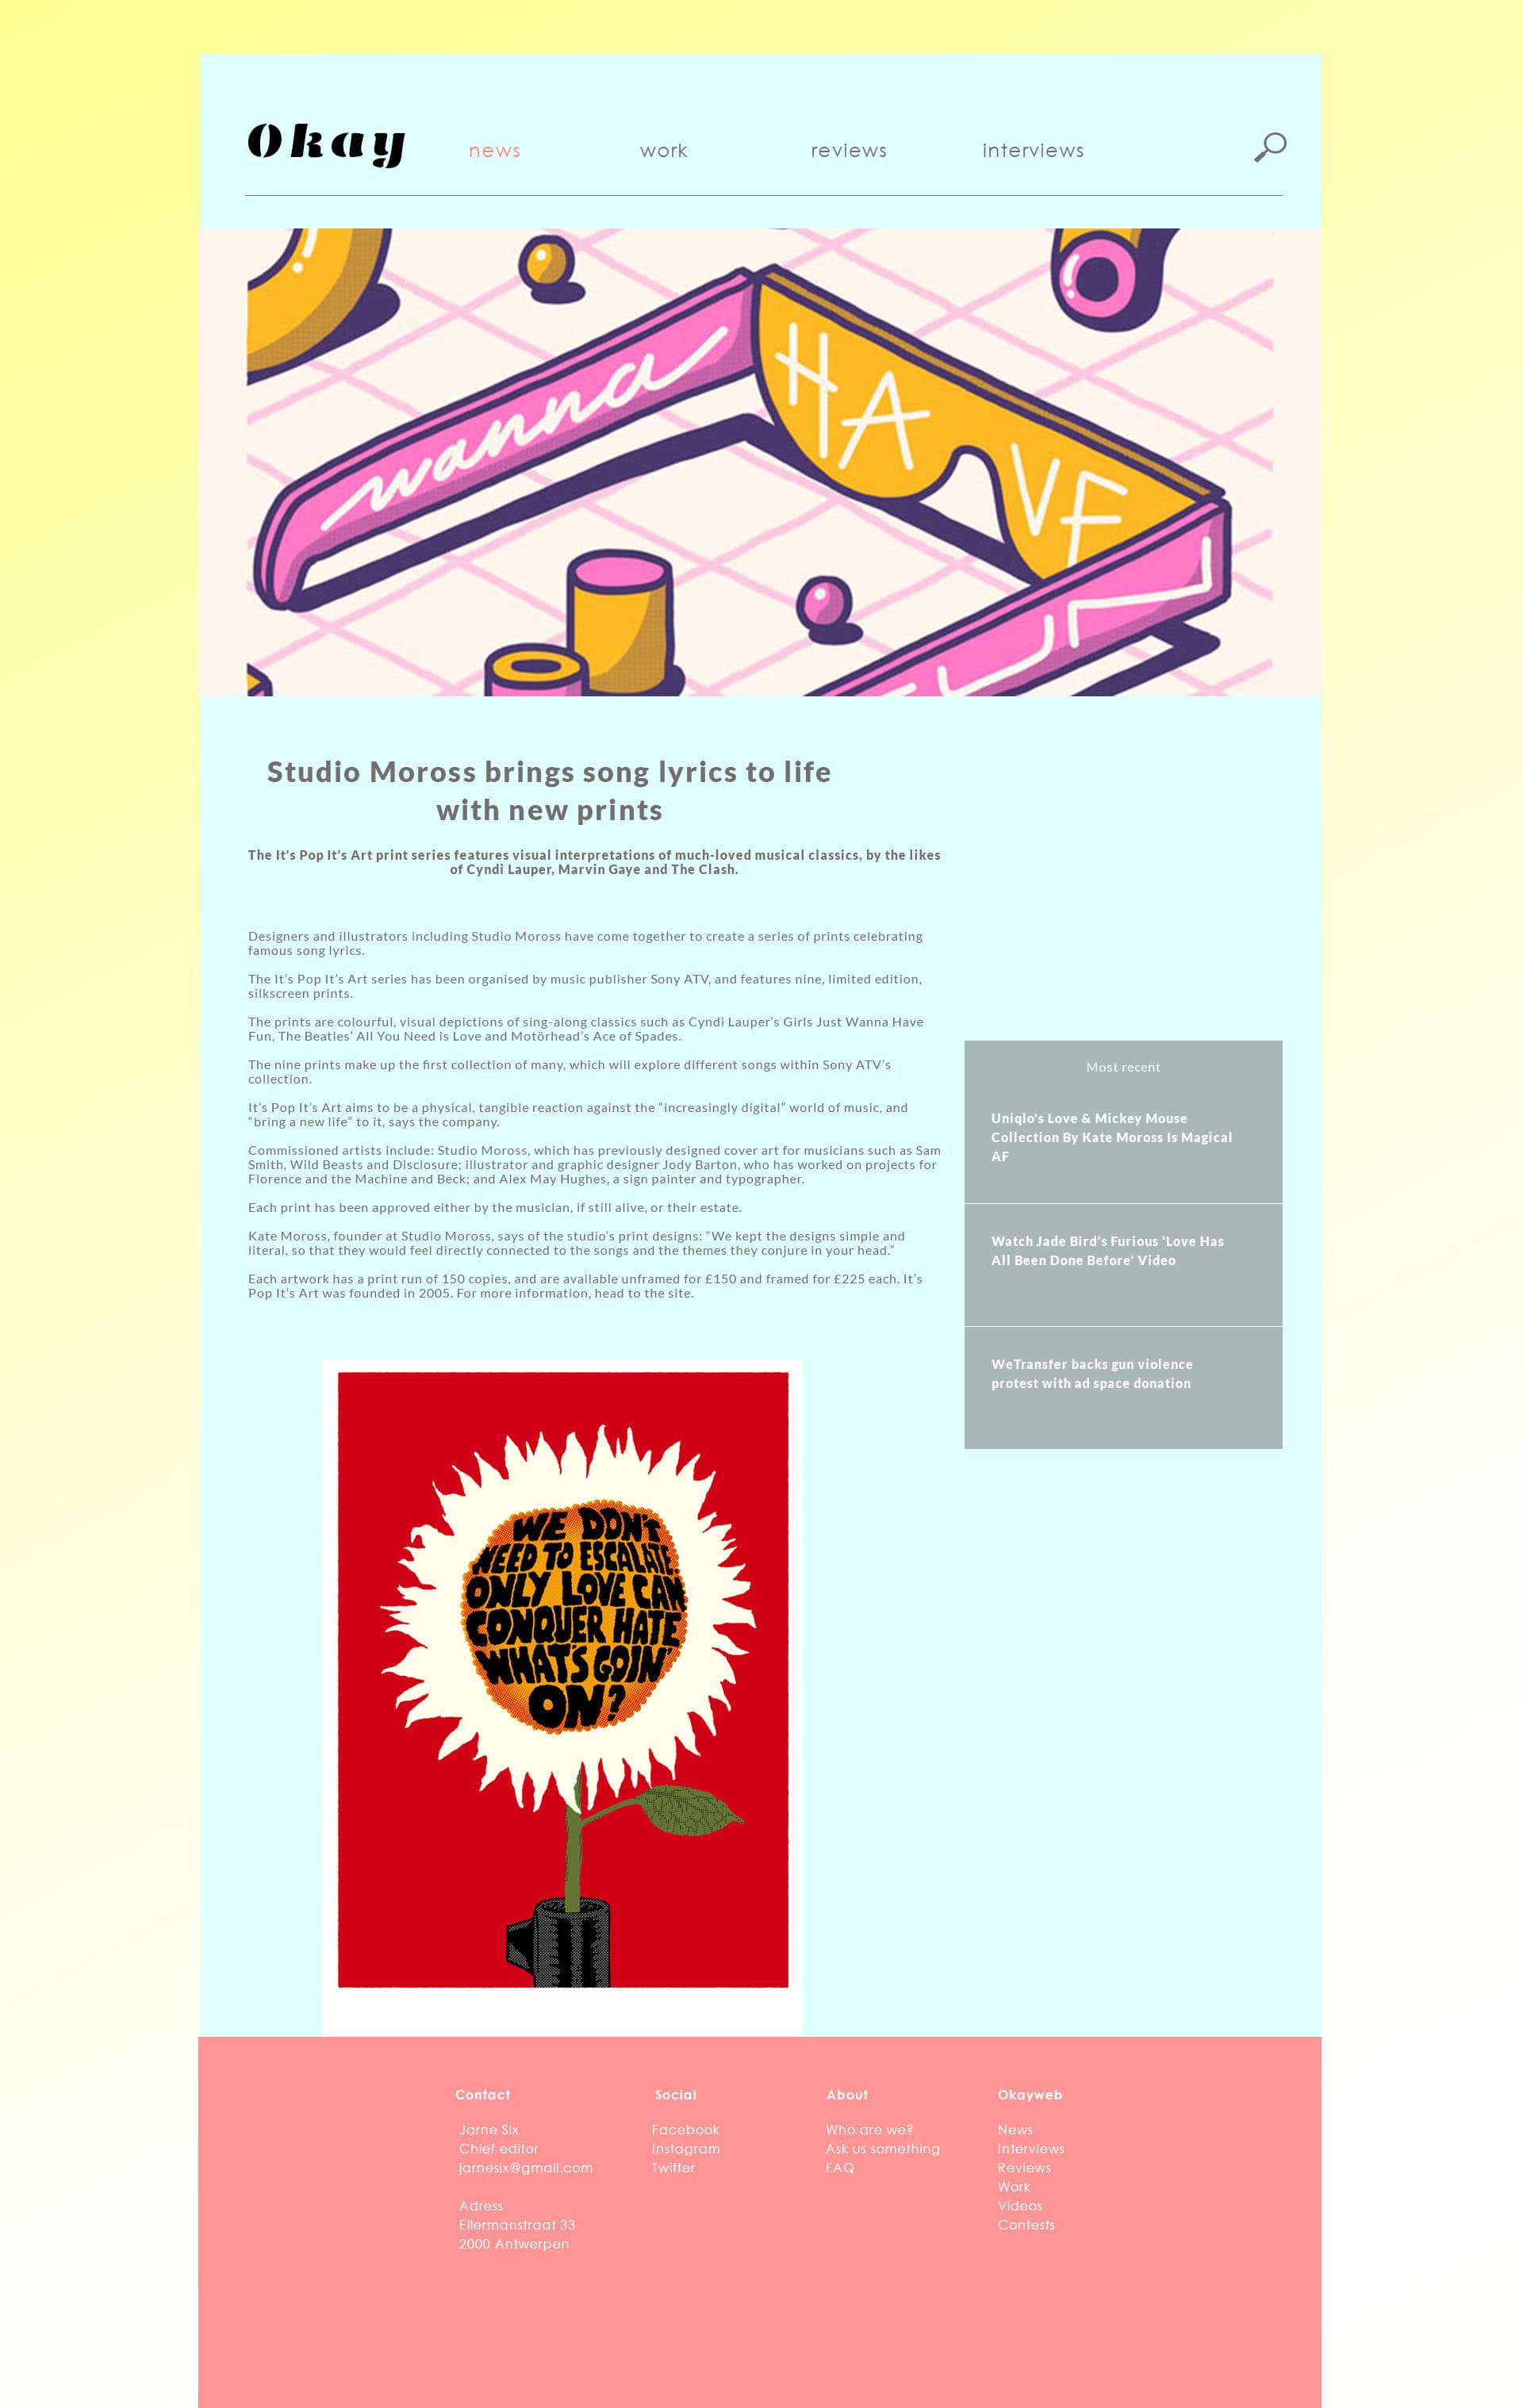 Okay
news
work
reviews
interviews
wanna
HA
VE
Studio Moross brings song lyrics to life
with new prints
The It’s Pop It’s Art print series features visual interpretations of much-loved musical classics, by the likes
of Cyndi Lauper, Marvin Gaye and The Clash.
Designers and illustrators including Studio Moross have come together to create a series of prints celebrating
famous song lyrics.
The It’s Pop It’s Art series has been organised by music publisher Sony ATV, and features nine, limited edition,
silkscreen prints.
The prints are colourful, visual depictions of sing-along classics such as Cyndi Lauper’s Girls Just Wanna Have
Fun, The Beatles’ All You Need is Love and Motörhead’s Ace of Spades.
The nine prints make up the first collection of many, which will explore different songs within Sony ATV’s
collection.
It’s Pop It’s Art aims to be a physical, tangible reaction against the “increasingly digital” world of music, and
“bring a new life” to it, says the company.
Commissioned artists include: Studio Moross, which has previously designed cover art for musicians such as Sam
Smith, Wild Beasts and Disclosure; illustrator and graphic designer Jody Barton, who has worked on projects for
Florence and the Machine and Beck; and Alex May Hughes, a sign painter and typographer.
Each print has been approved either by the musician, if still alive, or their estate.
Kate Moross, founder at Studio Moross, says of the studio’s print designs: “We kept the designs simple and
literal, so that they would feel directly connected to the songs and the themes they conjure in your head.”
Each artwork has a print run of 150 copies, and are available unframed for £150 and framed for £225 each. It’s
Pop It’s Art was founded in 2005. For more information, head to the site.
Most recent
Uniqlo's Love & Mickey Mouse
Collection By Kate Moross Is Magical
AF
Watch Jade Bird's Furious 'Love Has
All Been Done Before' Video
WeTransfer backs gun violence
protest with ad space donation
WE DON'T
NEED TO ESCALATE.
ONLY LOVE CAN
CONQUER HATE
WHAT'S GOIN'
ON?
Contact
Jarne Six
Chief editor
jarnesix@gmail.com
Adress
Ellermanstraat 33
2000 Antwerpen
Social
Facebook
Instagram
Twitter
About
Who are we?
Ask us something
FAQ
Okayweb
News
Interviews
Reviews
Work
Videos
Contests